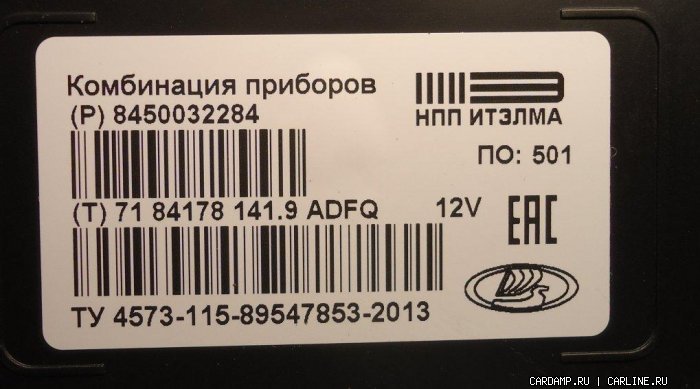 Комбинация приборов
(P) 8450032284
НПП ИТЭЛМА
ПО: 501
(T) 71 84178 141.9 ADFQ 12V
EAC
ТУ 4573-115-89547853-2013
CARDAMP.RU | CARLINE.RU